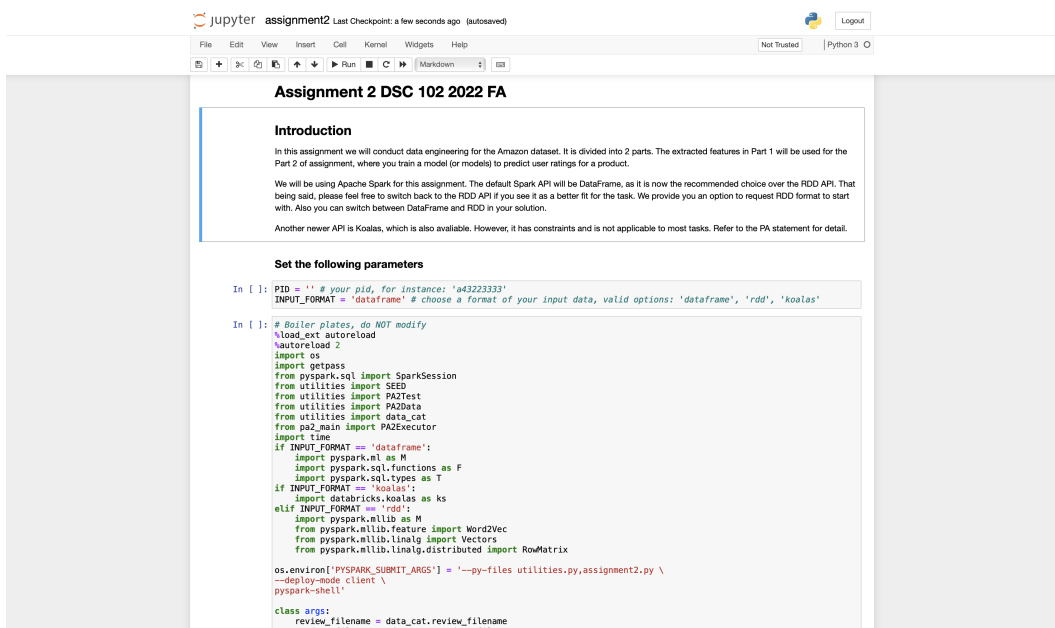 jupyter assignment2 Last Checkpoint: a few seconds ago (autosaved) Logout
File Edit View Insert Cell Kernel Widgets Help Not Trusted Python 3
Run Markdown
Assignment 2 DSC 102 2022 FA
Introduction
In this assignment we will conduct data engineering for the Amazon dataset. It is divided into 2 parts. The extracted features in Part 1 will be used for the
Part 2 of assignment, where you train a model (or models) to predict user ratings for a product.
We will be using Apache Spark for this assignment. The default Spark API will be DataFrame, as it is now the recommended choice over the RDD API. That
being said, please feel free to switch back to the RDD API if you see it as a better fit for the task. We provide you an option to request RDD format to start
with. Also you can switch between DataFrame and RDD in your solution.
Another newer API is Koalas, which is also avaliable. However, it has constraints and is not applicable to most tasks. Refer to the PA statement for detail.
Set the following parameters
In [ ]: PID = '' # your pid, for instance: 'a43223333'
INPUT_FORMAT = 'dataframe' # choose a format of your input data, valid options: 'dataframe', 'rdd', 'koalas'
In [ ]: # Boiler plates, do NOT modify
%load_ext autoreload
%autoreload 2
import os
import getpass
from pyspark.sql import SparkSession
from utilities import SEED
from utilities import PA2Test
from utilities import PA2Data
from utilities import data_cat
from pa2_main import PA2Executor
import time
if INPUT_FORMAT == 'dataframe':
    import pyspark.ml as M
    import pyspark.sql.functions as F
    import pyspark.sql.types as T
if INPUT_FORMAT == 'koalas':
    import databricks.koalas as ks
elif INPUT_FORMAT == 'rdd':
    import pyspark.mllib as M
    from pyspark.mllib.feature import Word2Vec
    from pyspark.mllib.linalg import Vectors
    from pyspark.mllib.linalg.distributed import RowMatrix
os.environ['PYSPARK_SUBMIT_ARGS'] = '--py-files utilities.py,assignment2.py \
--deploy-mode client \
pyspark-shell'
class args:
    review_filename = data_cat.review_filename